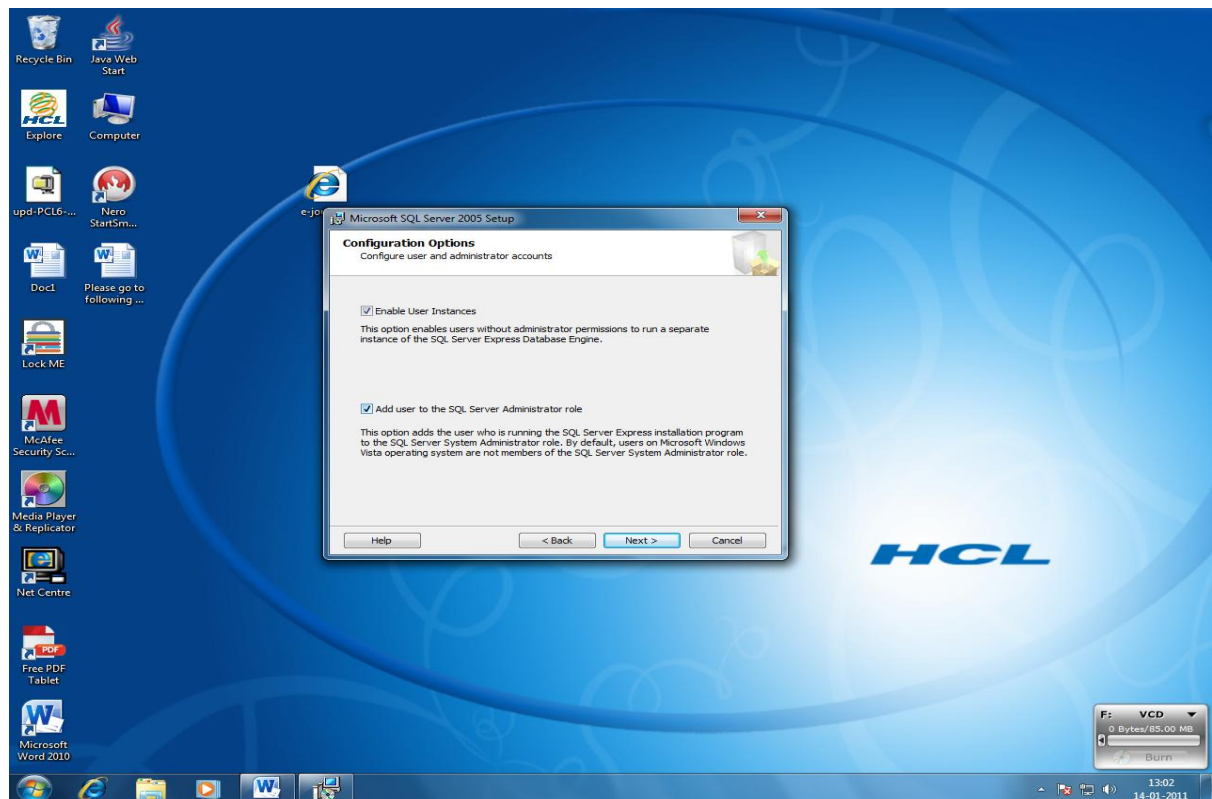 Recycle Bin
Java Web
Start
HCL
Explore
Computer
upd-PCL6-...
Nero
StartSm...
Doc1
Please go to
following ...
Lock ME
McAfee
Security Sc...
Media Player
& Replicator
Net Centre
PDF
Free PDF
Tablet
Microsoft
Word 2010
Microsoft SQL Server 2005 Setup
Configuration Options
Configure user and administrator accounts
Enable User Instances
This option enables users without administrator permissions to run a separate
instance of the SQL Server Express Database Engine.
Add user to the SQL Server Administrator role
This option adds the user who is running the SQL Server Express installation program
to the SQL Server System Administrator role. By default, users on Microsoft Windows
Vista operating system are not members of the SQL Server System Administrator role.
Help
< Back
Next >
Cancel
HCL
F: VCD
0 Bytes/85.00 MB
Burn
13:02
14-01-2011